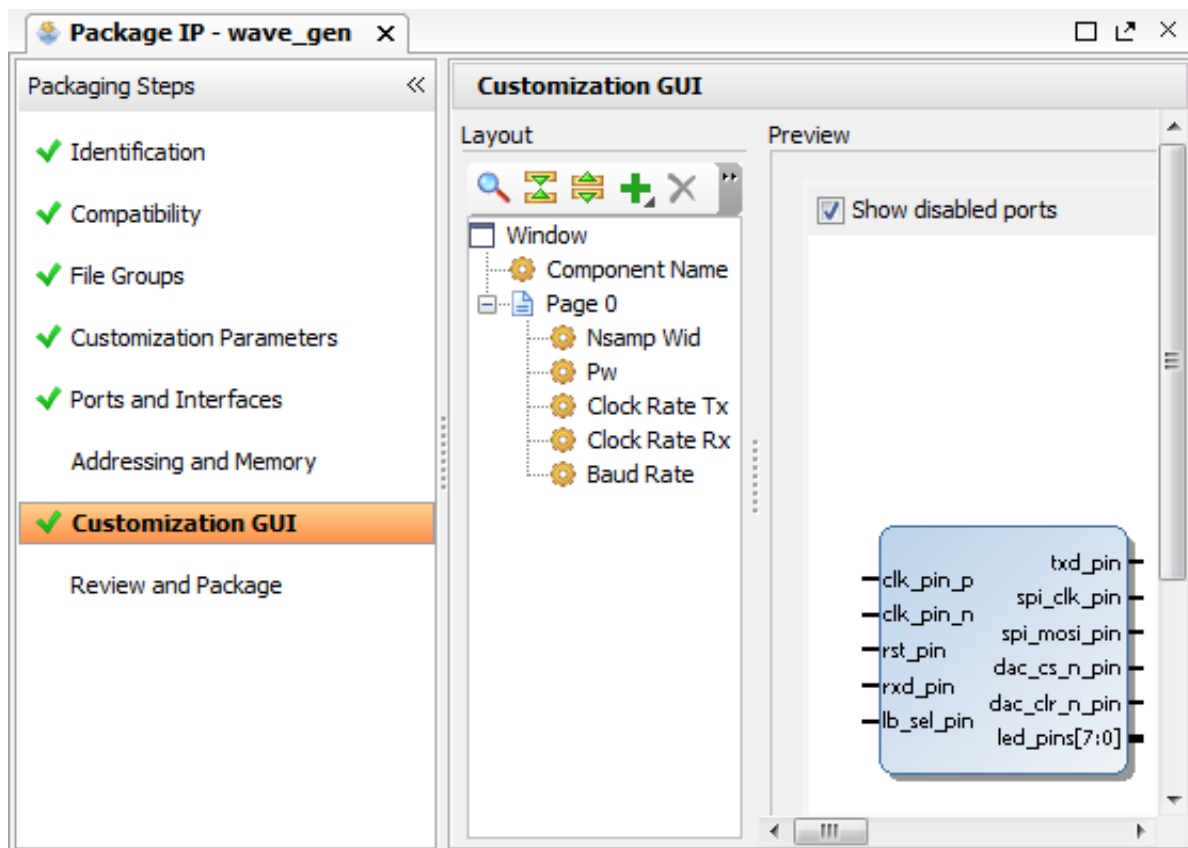 Package IP - wave_gen
Packaging Steps
Identification
Compatibility
File Groups
Customization Parameters
Ports and Interfaces
Addressing and Memory
Customization GUI
Review and Package
Customization GUI
Layout
Window
Component Name
Page 0
Nsamp Wid
Pw
Clock Rate Tx
Clock Rate Rx
Baud Rate
Preview
Show disabled ports
clk_pin_p
clk_pin_n
rst_pin
rxd_pin
lb_sel_pin
txd_pin
spi_clk_pin
spi_mosi_pin
dac_cs_n_pin
dac_clr_n_pin
led_pins[7:0]